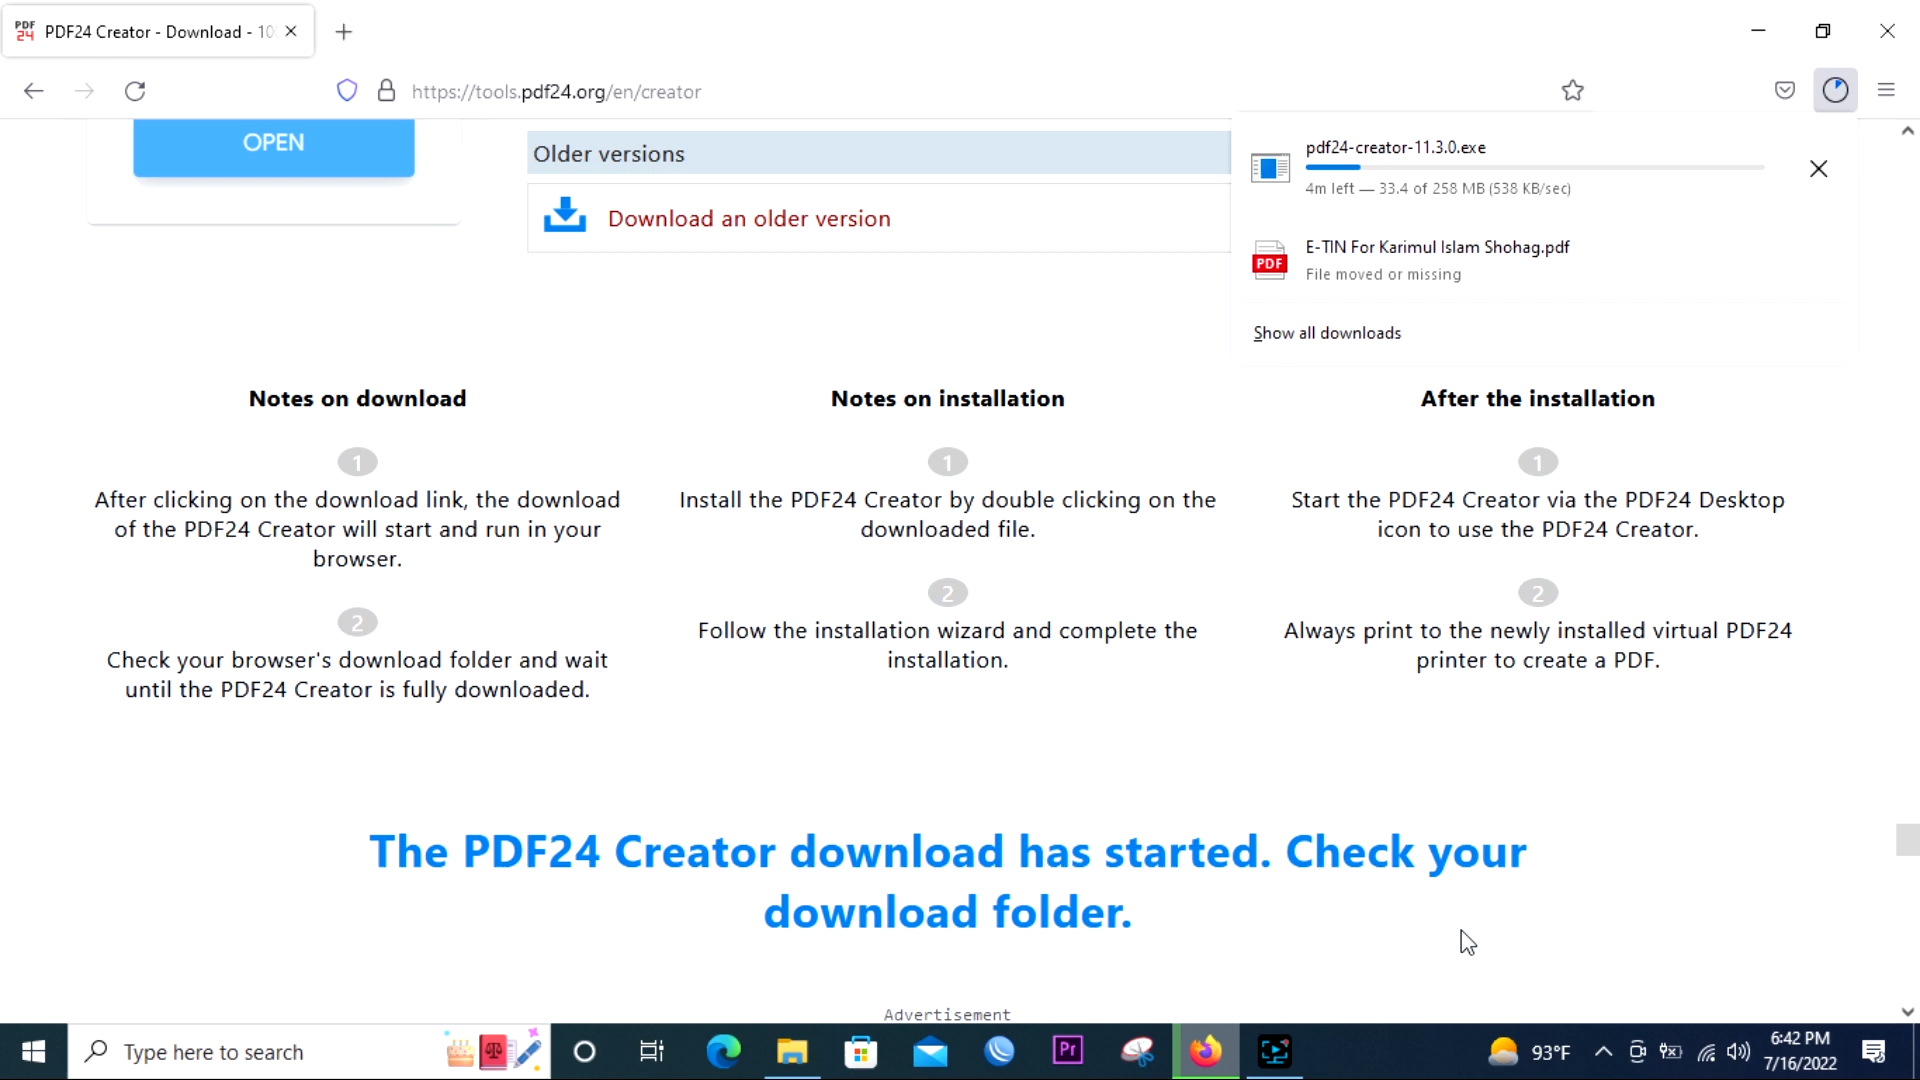 PDF24 Creator - Download - 10
https://tools.pdf24.org/en/creator
OPEN
Older versions
Download an older version
pdf24-creator-11.3.0.exe
4m left — 33.4 of 258 MB (538 KB/sec)
PDF
E-TIN For Karimul Islam Shohag.pdf
File moved or missing
Show all downloads
Notes on download
1
After clicking on the download link, the download
of the PDF24 Creator will start and run in your
browser.
2
Check your browser's download folder and wait
until the PDF24 Creator is fully downloaded.
Notes on installation
1
Install the PDF24 Creator by double clicking on the
downloaded file.
2
Follow the installation wizard and complete the
installation.
After the installation
1
Start the PDF24 Creator via the PDF24 Desktop
icon to use the PDF24 Creator.
2
Always print to the newly installed virtual PDF24
printer to create a PDF.
The PDF24 Creator download has started. Check your
download folder.
Advertisement
Type here to search
Pr
93°F
6:42 PM
7/16/2022